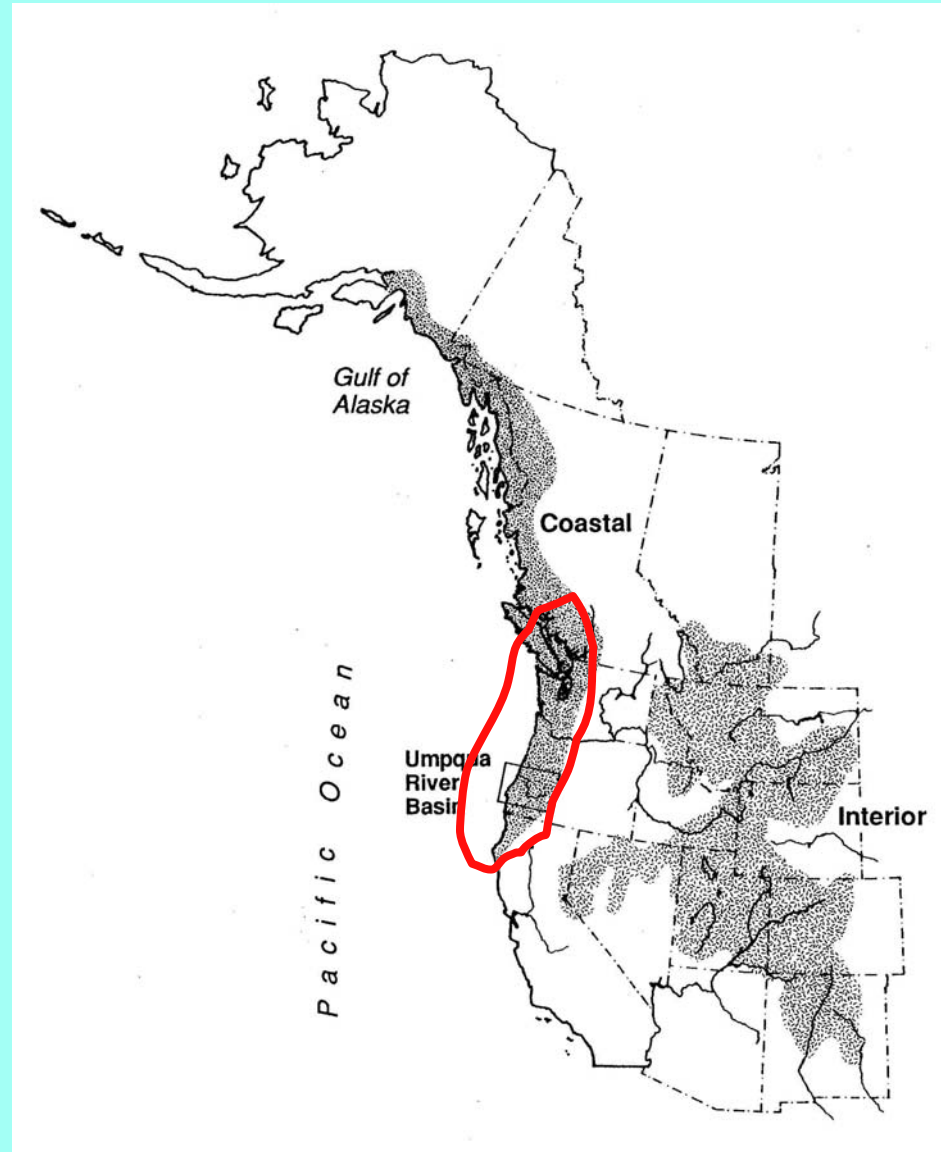 Gulf of
Alaska
Coastal
Pacific Ocean
Umpqua
River
Basin
Interior